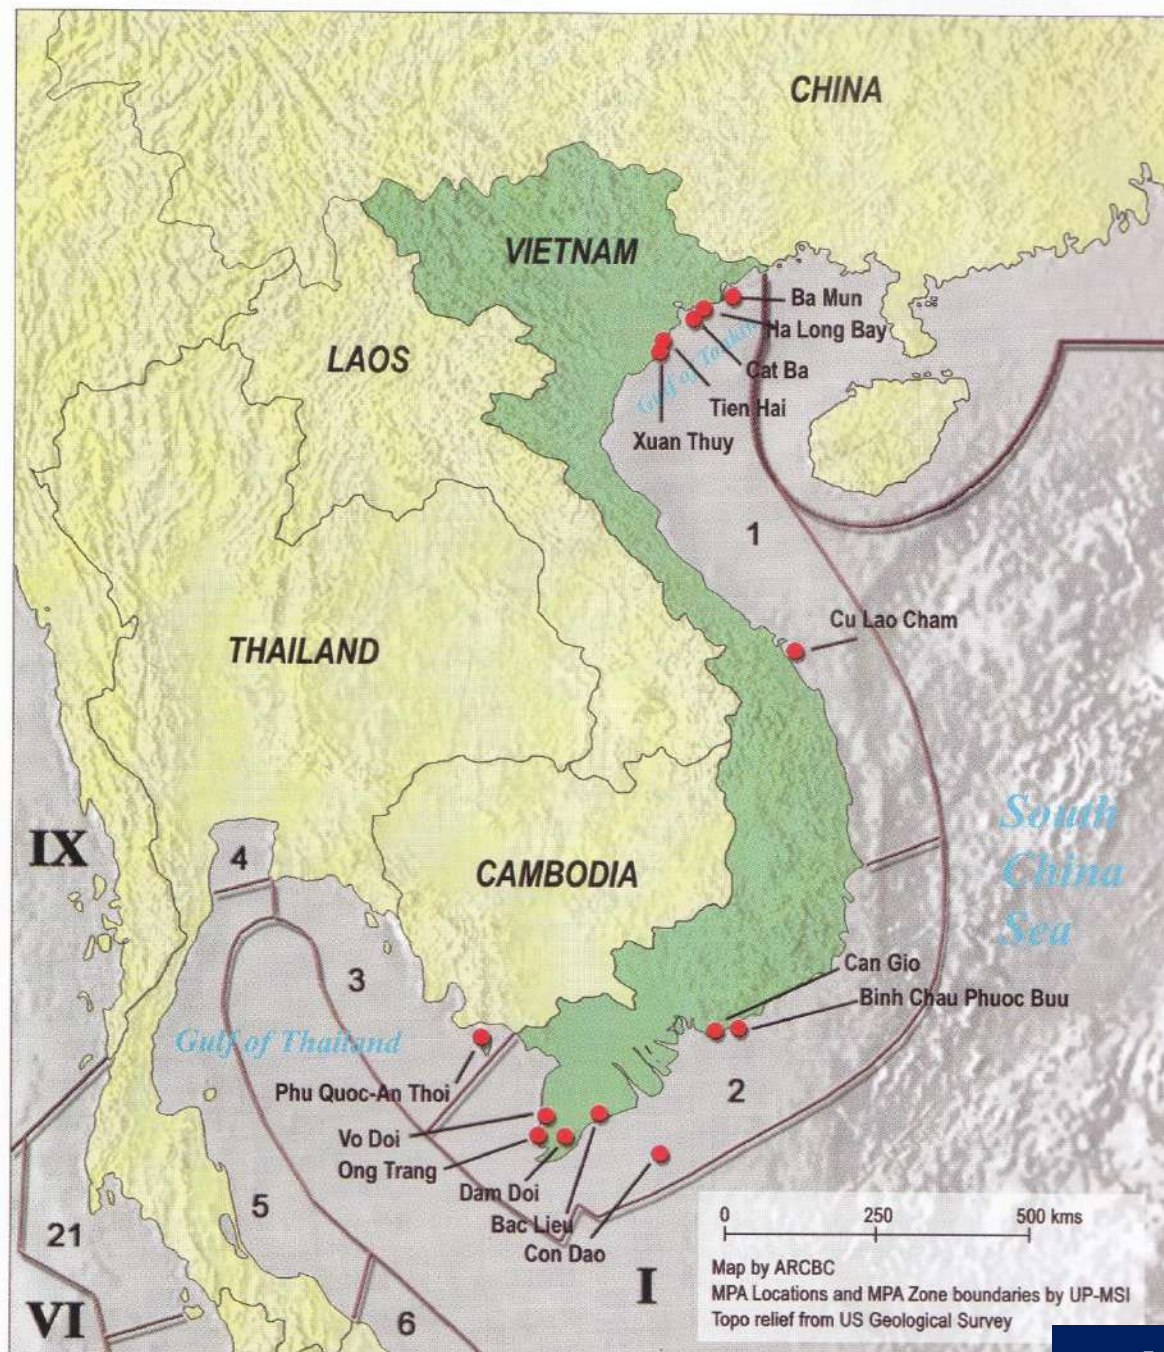 CHINA
VIETNAM
Ba Mun
Ha Long Bay
LAOS
Cat Ba
Gulf of Tonkin
Tien Hai
Xuan Thuy
1
Cu Lao Cham
THAILAND
South
China
Sea
IX
4
CAMBODIA
3
Can Gio
Binh Chau Phuoc Buu
Gulf of Thailand
Phu Quoc-An Thoi
2
Vo Doi
Ong Trang
Dam Doi
Bac Lieu
Con Dao
5
21
I
VI
6
0 250 500 kms
Map by ARCBC
MPA Locations and MPA Zone boundaries by UP-MSI
Topo relief from US Geological Survey